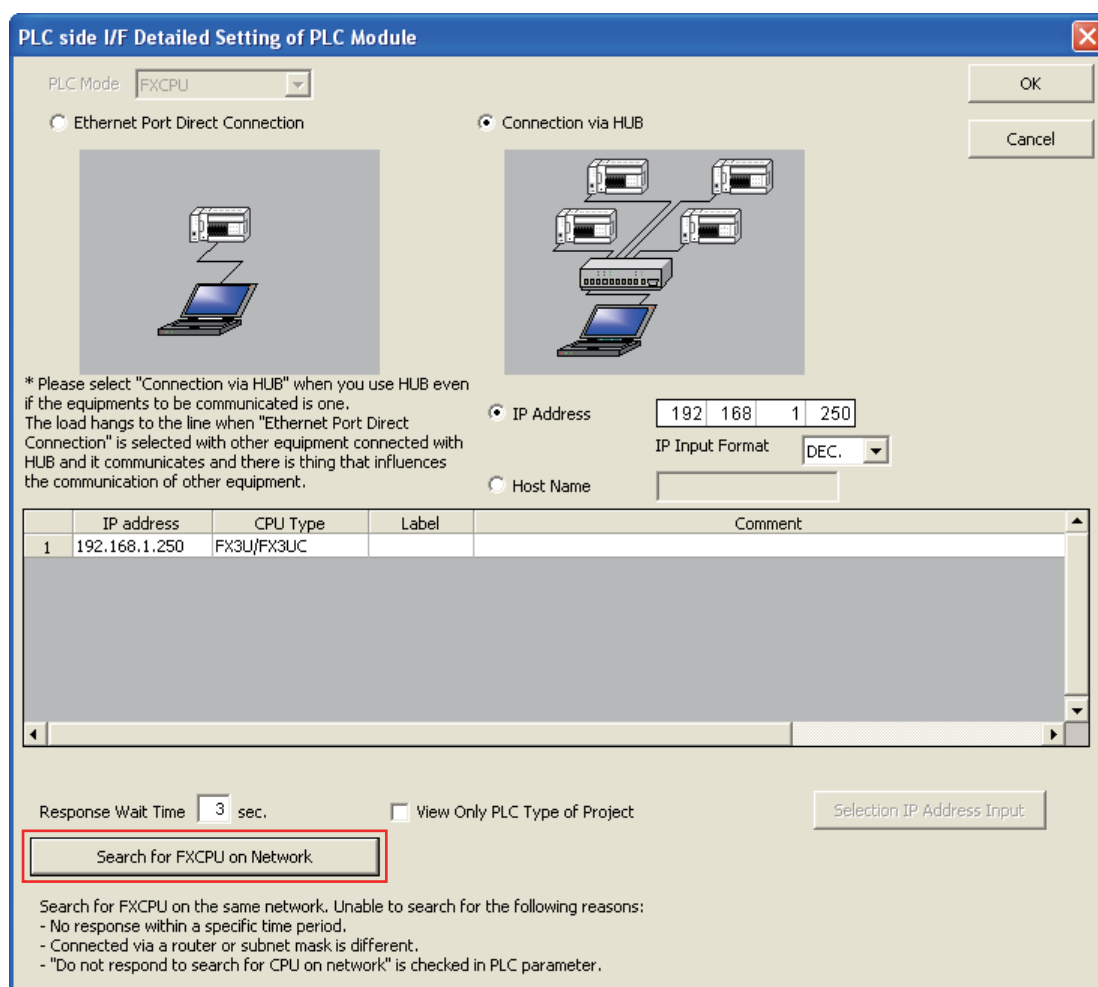 PLC side I/F Detailed Setting of PLC Module
PLC Mode FXCPU
OK
Ethernet Port Direct Connection
Connection via HUB
Cancel
* Please select "Connection via HUB" when you use HUB even
if the equipments to be communicated is one.
The load hangs to the line when "Ethernet Port Direct
Connection" is selected with other equipment connected with
HUB and it communicates and there is thing that influences
the communication of other equipment.
IP Address 192 168 1 250
IP Input Format DEC.
Host Name
IP address CPU Type Label Comment
1 192.168.1.250 FX3U/FX3UC
Response Wait Time 3 sec.
View Only PLC Type of Project
Selection IP Address Input
Search for FXCPU on Network
Search for FXCPU on the same network. Unable to search for the following reasons:
- No response within a specific time period.
- Connected via a router or subnet mask is different.
- "Do not respond to search for CPU on network" is checked in PLC parameter.